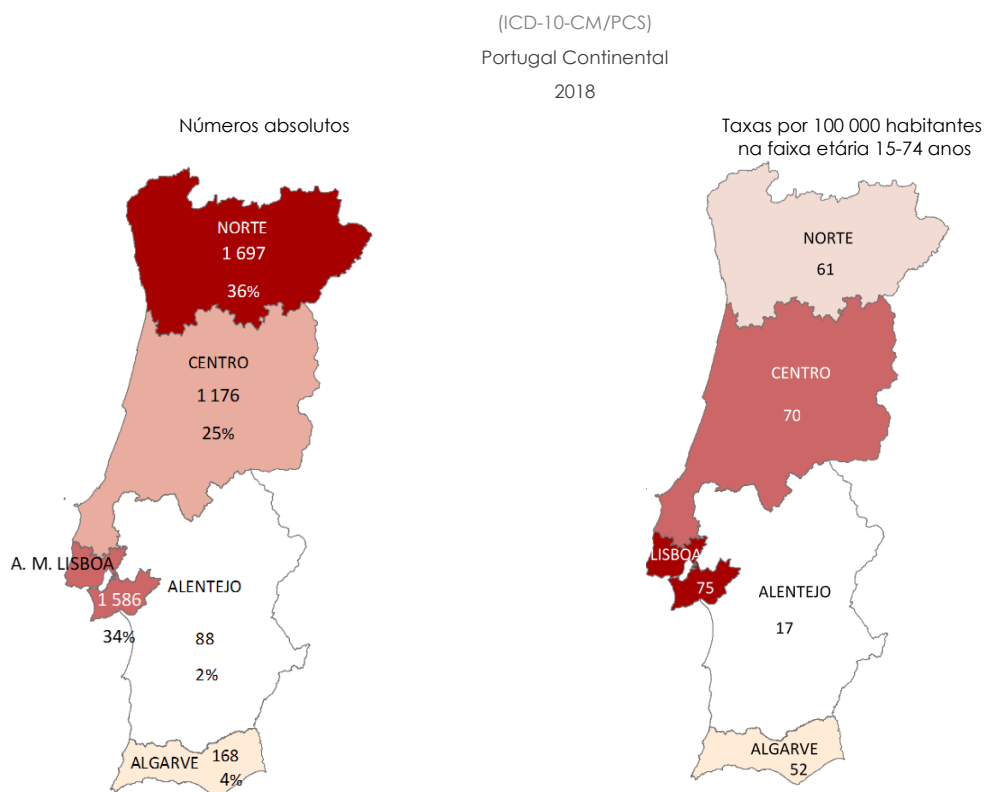 (ICD-10-CM/PCS)
Portugal Continental
2018
Números absolutos
NORTE
1 697
36%
CENTRO
1 176
25%
A. M. LISBOA
1 586
34%
ALENTEJO
88
2%
ALGARVE 168
4%
Taxas por 100 000 habitantes
na faixa etária 15-74 anos
NORTE
61
CENTRO
70
LISBOA
75
ALENTEJO
17
ALGARVE
52